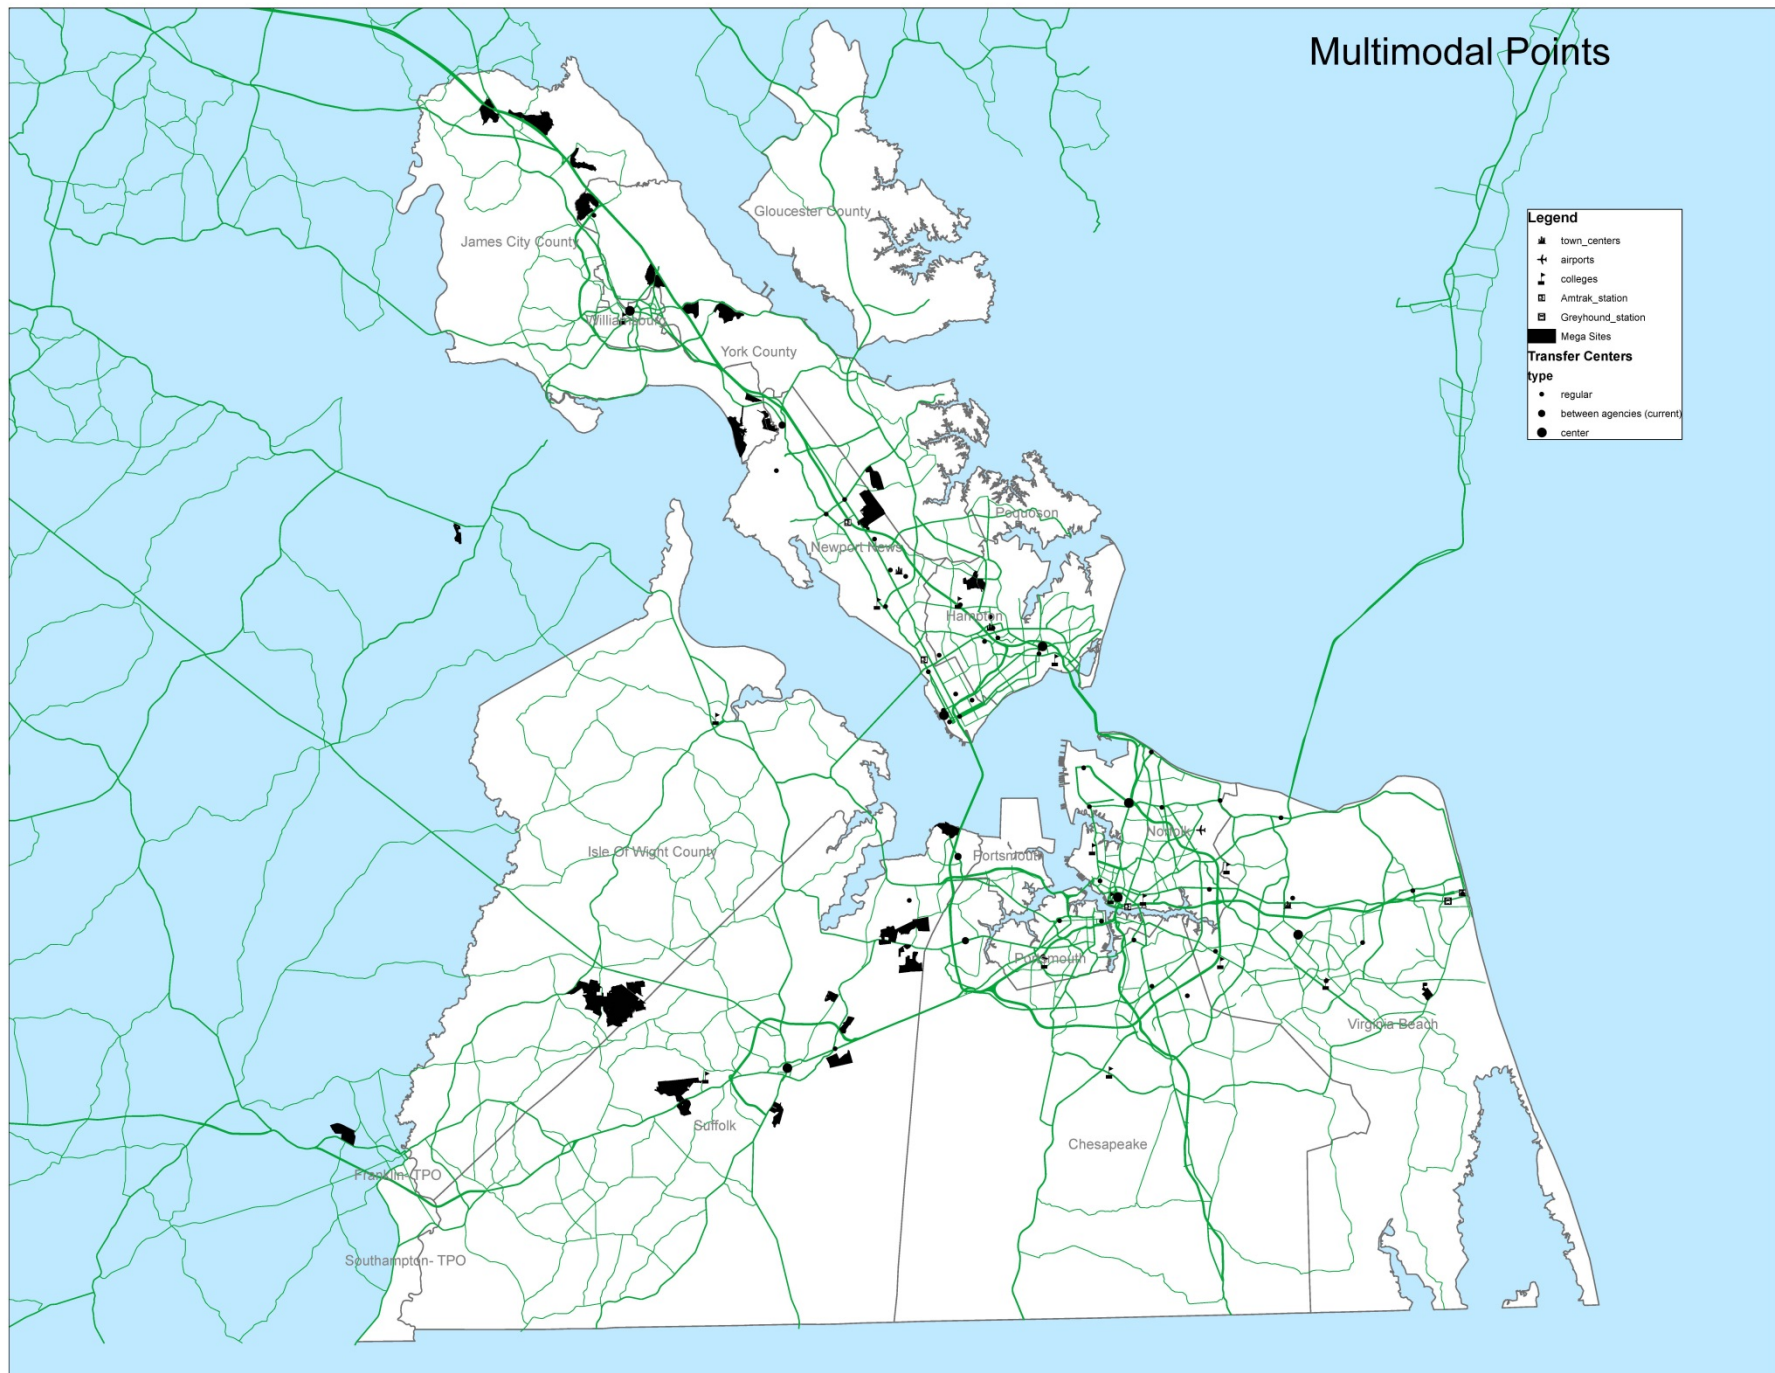 Multimodal Points
Gloucester County
James City County
Legend
town_centers
airports
colleges
Amtrak_station
Greyhound_station
Mega Sites
Transfer Centers
type
regular
between agencies (current)
center
Williamsburg
York County
Poquoson
Newport News
Hampton
Norfolk
Isle Of Wight County
Portsmouth
Portsmouth
Virginia Beach
Suffolk
Chesapeake
Franklin- TPO
Southampton- TPO